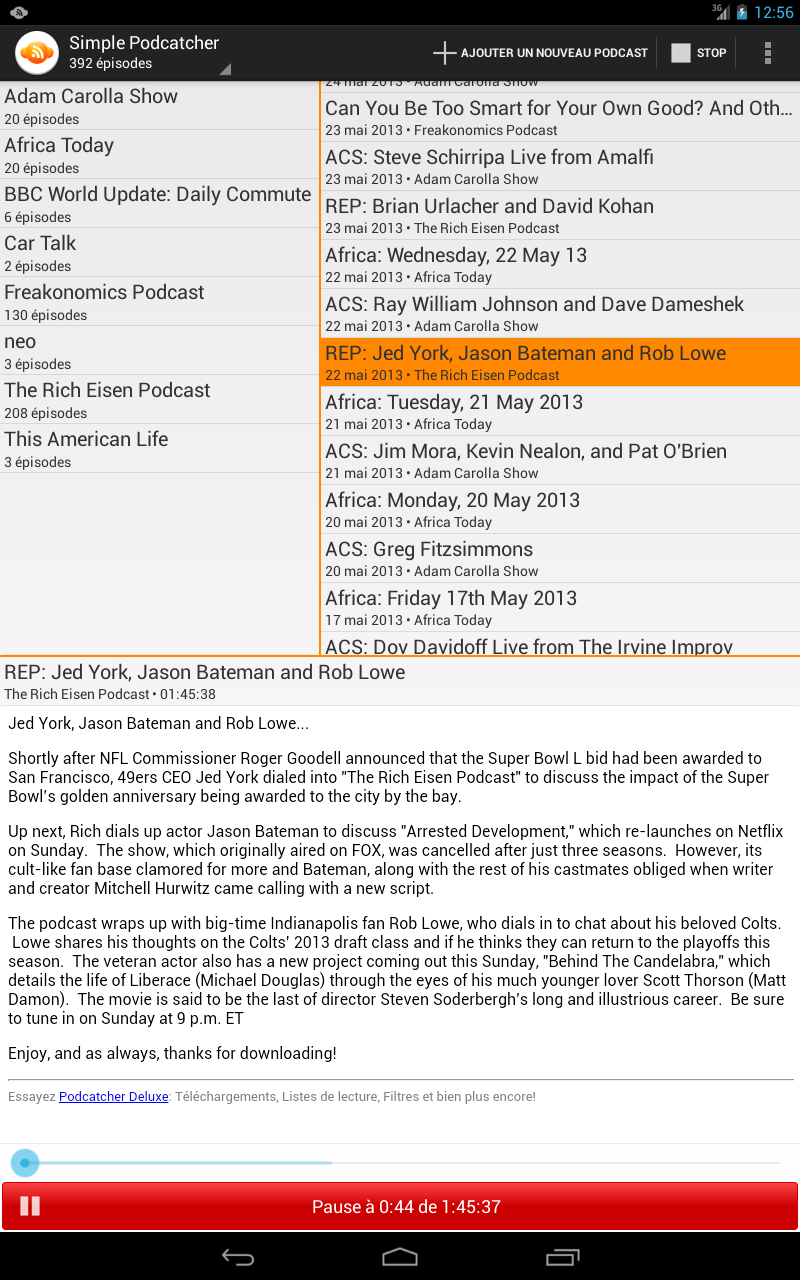 3G
12:56
Simple Podcatcher
392 épisodes
AJOUTER UN NOUVEAU PODCAST
STOP
Adam Carolla Show
20 épisodes
Africa Today
20 épisodes
BBC World Update: Daily Commute
6 épisodes
Car Talk
2 épisodes
Freakonomics Podcast
130 épisodes
neo
3 épisodes
The Rich Eisen Podcast
208 épisodes
This American Life
3 épisodes
24 mai 2013 • Adam Carolla Show
Can You Be Too Smart for Your Own Good? And Oth…
23 mai 2013 • Freakonomics Podcast
ACS: Steve Schirripa Live from Amalfi
23 mai 2013 • Adam Carolla Show
REP: Brian Urlacher and David Kohan
23 mai 2013 • The Rich Eisen Podcast
Africa: Wednesday, 22 May 13
22 mai 2013 • Africa Today
ACS: Ray William Johnson and Dave Dameshek
22 mai 2013 • Adam Carolla Show
REP: Jed York, Jason Bateman and Rob Lowe
22 mai 2013 • The Rich Eisen Podcast
Africa: Tuesday, 21 May 2013
21 mai 2013 • Africa Today
ACS: Jim Mora, Kevin Nealon, and Pat O'Brien
21 mai 2013 • Adam Carolla Show
Africa: Monday, 20 May 2013
20 mai 2013 • Africa Today
ACS: Greg Fitzsimmons
20 mai 2013 • Adam Carolla Show
Africa: Friday 17th May 2013
17 mai 2013 • Africa Today
ACS: Dov Davidoff Live from The Irvine Improv
REP: Jed York, Jason Bateman and Rob Lowe
The Rich Eisen Podcast • 01:45:38
Jed York, Jason Bateman and Rob Lowe...
Shortly after NFL Commissioner Roger Goodell announced that the Super Bowl L bid had been awarded to
San Francisco, 49ers CEO Jed York dialed into "The Rich Eisen Podcast" to discuss the impact of the Super
Bowl's golden anniversary being awarded to the city by the bay.
Up next, Rich dials up actor Jason Bateman to discuss "Arrested Development," which re-launches on Netflix
on Sunday.  The show, which originally aired on FOX, was cancelled after just three seasons.  However, its
cult-like fan base clamored for more and Bateman, along with the rest of his castmates obliged when writer
and creator Mitchell Hurwitz came calling with a new script.
The podcast wraps up with big-time Indianapolis fan Rob Lowe, who dials in to chat about his beloved Colts.
Lowe shares his thoughts on the Colts' 2013 draft class and if he thinks they can return to the playoffs this
season.  The veteran actor also has a new project coming out this Sunday, "Behind The Candelabra," which
details the life of Liberace (Michael Douglas) through the eyes of his much younger lover Scott Thorson (Matt
Damon).  The movie is said to be the last of director Steven Soderbergh's long and illustrious career.  Be sure
to tune in on Sunday at 9 p.m. ET
Enjoy, and as always, thanks for downloading!
Essayez Podcatcher Deluxe: Téléchargements, Listes de lecture, Filtres et bien plus encore!
Pause à 0:44 de 1:45:37